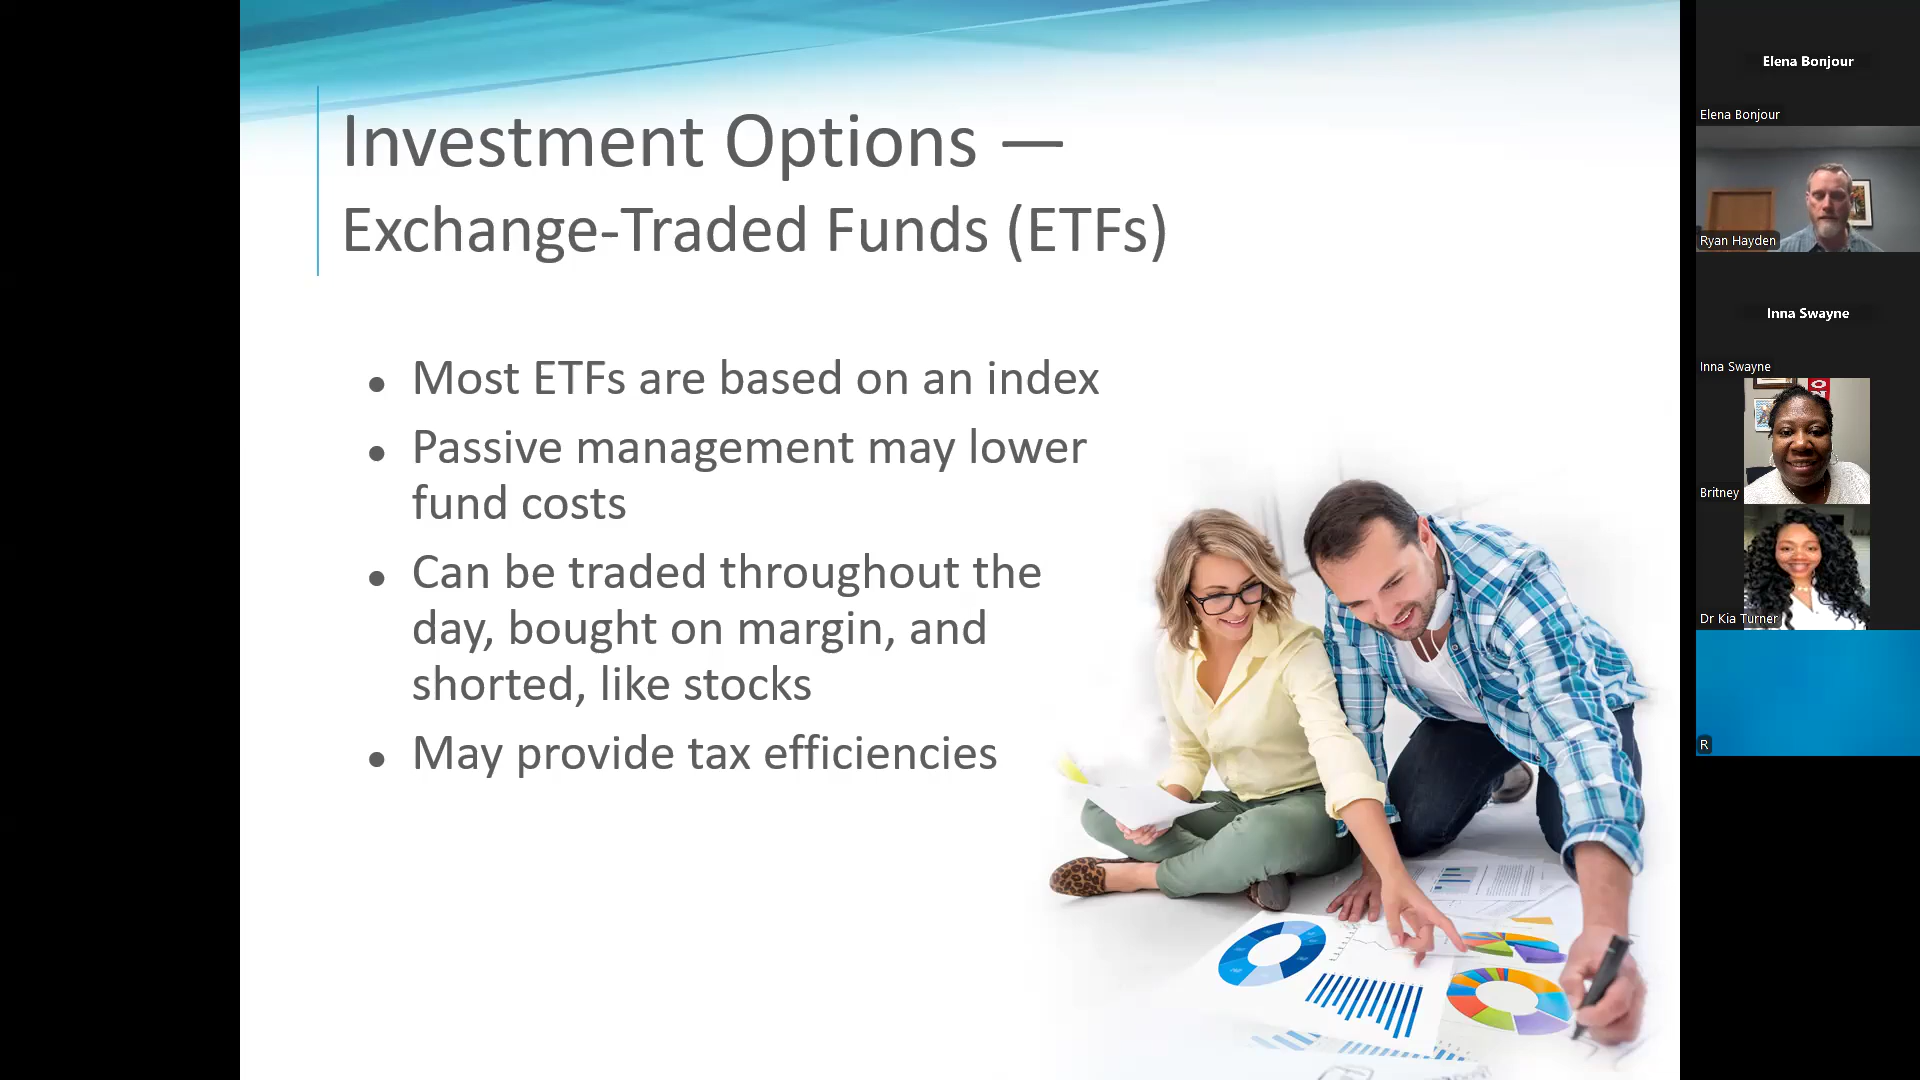 Investment Options —
Exchange-Traded Funds (ETFs)
• Most ETFs are based on an index
• Passive management may lower
fund costs
• Can be traded throughout the
day, bought on margin, and
shorted, like stocks
• May provide tax efficiencies
Elena Bonjour
Elena Bonjour
Ryan Hayden
Inna Swayne
Inna Swayne
Britney
Dr Kia Turner
R